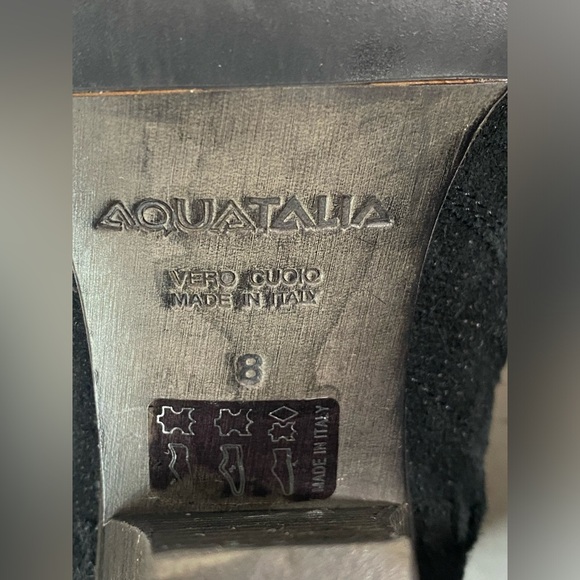 AQUATALIA
VERO CUOIO
MADE IN ITALY
8
MADE IN ITALY